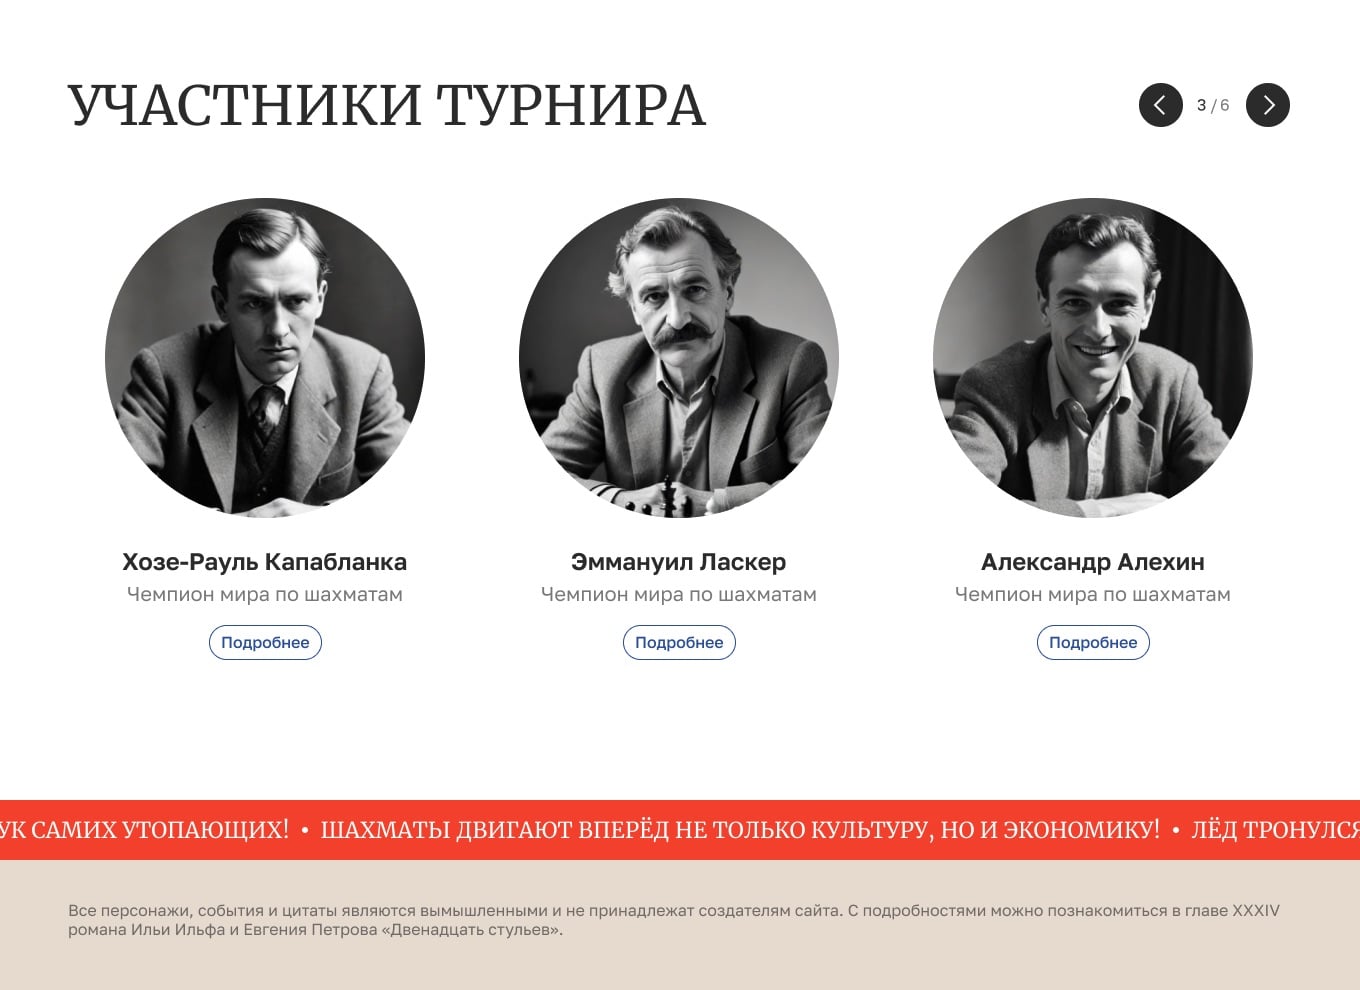 УЧАСТНИКИ ТУРНИРА
3 / 6
Хозе-Рауль Капабланка
Чемпион мира по шахматам
Подробнее
Эммануил Ласкер
Чемпион мира по шахматам
Подробнее
Александр Алехин
Чемпион мира по шахматам
Подробнее
УК САМИХ УТОПАЮЩИХ! • ШАХМАТЫ ДВИГАЮТ ВПЕРЁД НЕ ТОЛЬКО КУЛЬТУРУ, НО И ЭКОНОМИКУ! • ЛЁД ТРОНУЛСЯ
Все персонажи, события и цитаты являются вымышленными и не принадлежат создателям сайта. С подробностями можно познакомиться в главе XXXIV
романа Ильи Ильфа и Евгения Петрова «Двенадцать стульев».